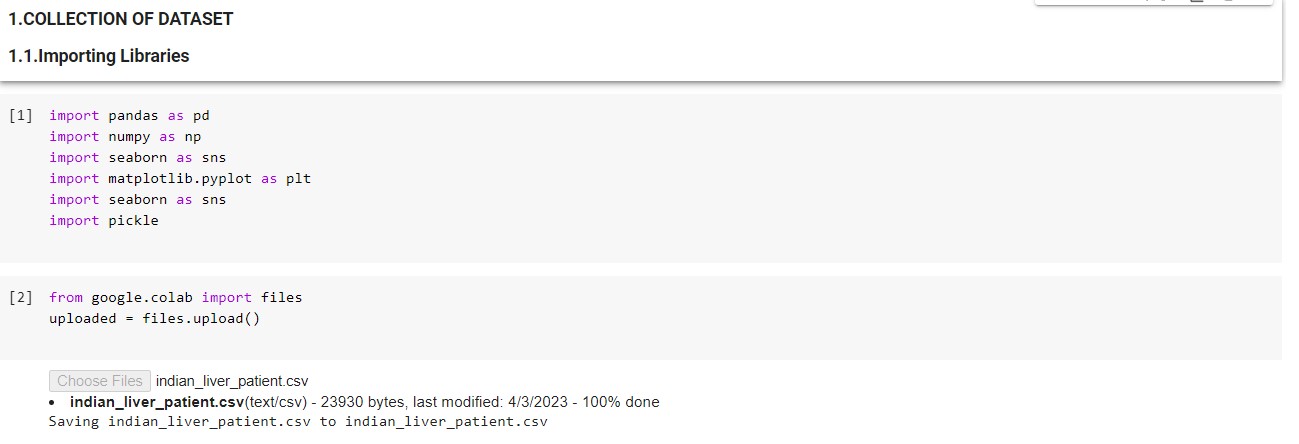 1.COLLECTION OF DATASET
1.1.Importing Libraries
[1] import pandas as pd
import numpy as np
import seaborn as sns
import matplotlib.pyplot as plt
import seaborn as sns
import pickle
[2] from google.colab import files
uploaded = files.upload()
Choose Files indian_liver_patient.csv
• indian_liver_patient.csv(text/csv) - 23930 bytes, last modified: 4/3/2023 - 100% done
Saving indian_liver_patient.csv to indian_liver_patient.csv